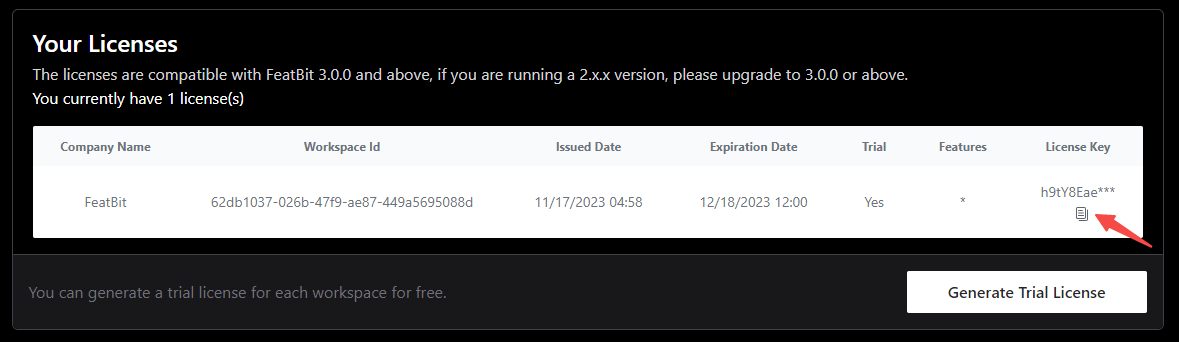 Your Licenses
The licenses are compatible with FeatBit 3.0.0 and above, if you are running a 2.x.x version, please upgrade to 3.0.0 or above.
You currently have 1 license(s)
Company Name Workspace Id Issued Date Expiration Date Trial Features License Key
FeatBit 62db1037-026b-47f9-ae87-449a5695088d 11/17/2023 04:58 12/18/2023 12:00 Yes * h9tY8Eae***
You can generate a trial license for each workspace for free.
Generate Trial License